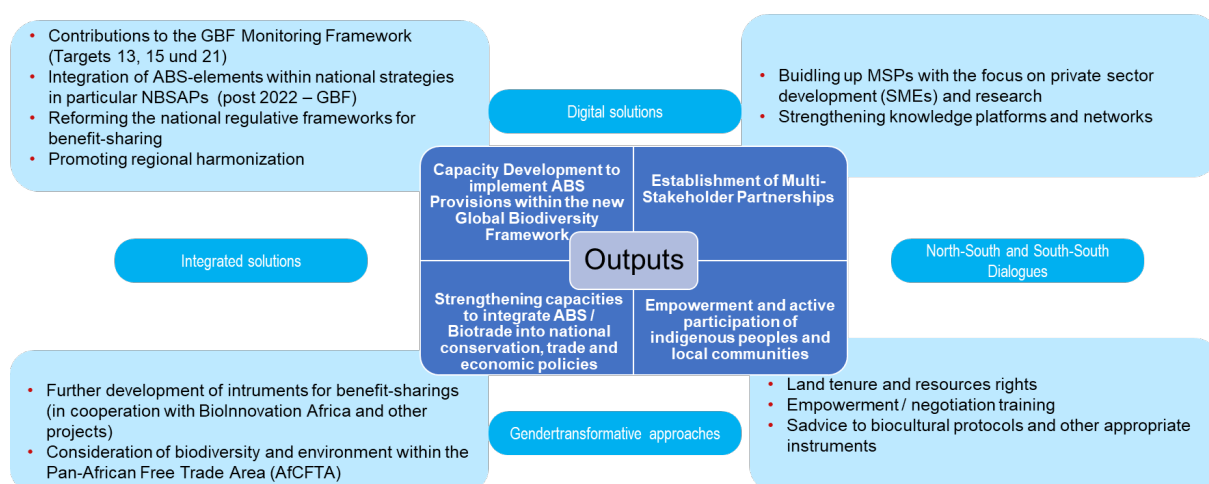 • Contributions to the GBF Monitoring Framework
(Targets 13, 15 und 21)
• Integration of ABS-elements within national strategies
in particular NBSAPs (post 2022 – GBF)
• Reforming the national regulative frameworks for
benefit-sharing
• Promoting regional harmonization
Digital solutions
• Buidling up MSPs with the focus on private sector
development (SMEs) and research
• Strengthening knowledge platforms and networks
Capacity Development to
implement ABS
Provisions within the new
Global Biodiversity
Framework
Establishment of Multi-
Stakeholder Partnerships
Integrated solutions
Outputs
North-South and South-South
Dialogues
Strengthening capacities
to integrate ABS /
Biotrade into national
conservation, trade and
economic policies
Empowerment and active
participation of
indigenous peoples and
local communities
• Further development of intruments for benefit-sharings
(in cooperation with BioInnovation Africa and other
projects)
• Consideration of biodiversity and environment within the
Pan-African Free Trade Area (AfCFTA)
Gendertransformative approaches
• Land tenure and resources rights
• Empowerment / negotiation training
• Sadvice to biocultural protocols and other appropriate
instruments